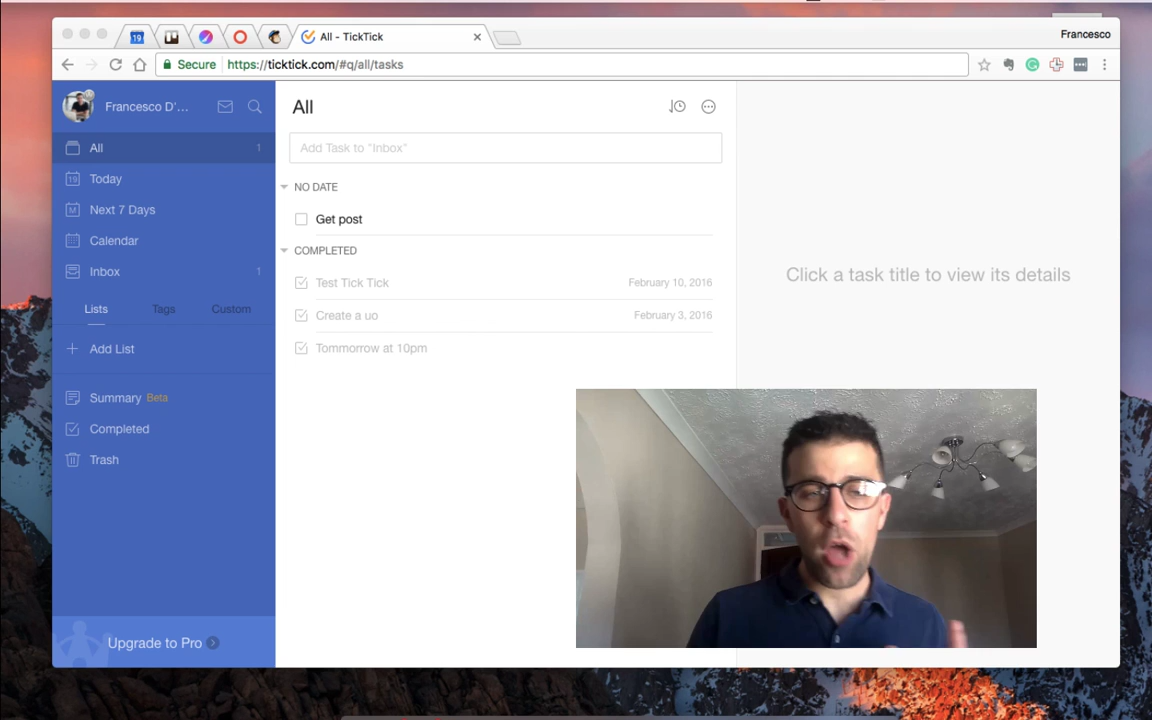 All - TickTick
Francesco
Secure https://ticktick.com/#q/all/tasks
Francesco D'...
All 1
Today
Next 7 Days
Calendar
Inbox 1
Lists Tags Custom
Add List
Summary Beta
Completed
Trash
Upgrade to Pro
All
Add Task to "Inbox"
NO DATE
Get post
COMPLETED
Test Tick Tick February 10, 2016
Create a uo February 3, 2016
Tommorrow at 10pm
Click a task title to view its details
19
19
M